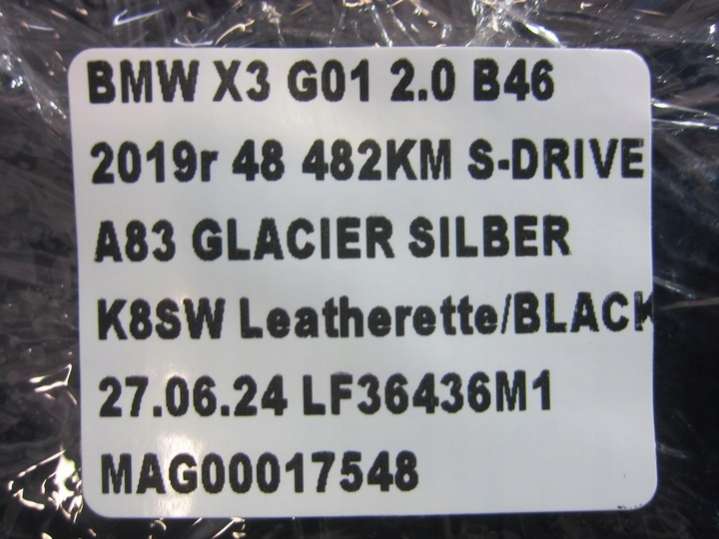 BMW X3 G01 2.0 B46
2019r 48 482KM S-DRIVE
A83 GLACIER SILBER
K8SW Leatherette/BLACK
27.06.24 LF36436M1
MAG00017548